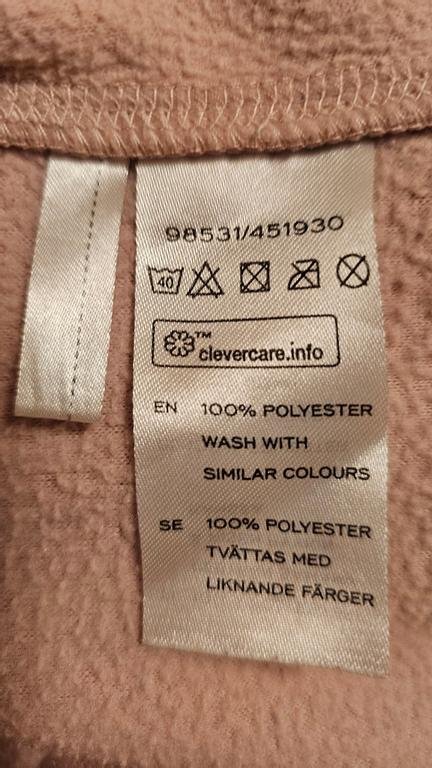 98531/451930
40
™
clevercare.info
EN 100% POLYESTER
WASH WITH
SIMILAR COLOURS
SE 100% POLYESTER
TVÄTTAS MED
LIKNANDE FÄRGER